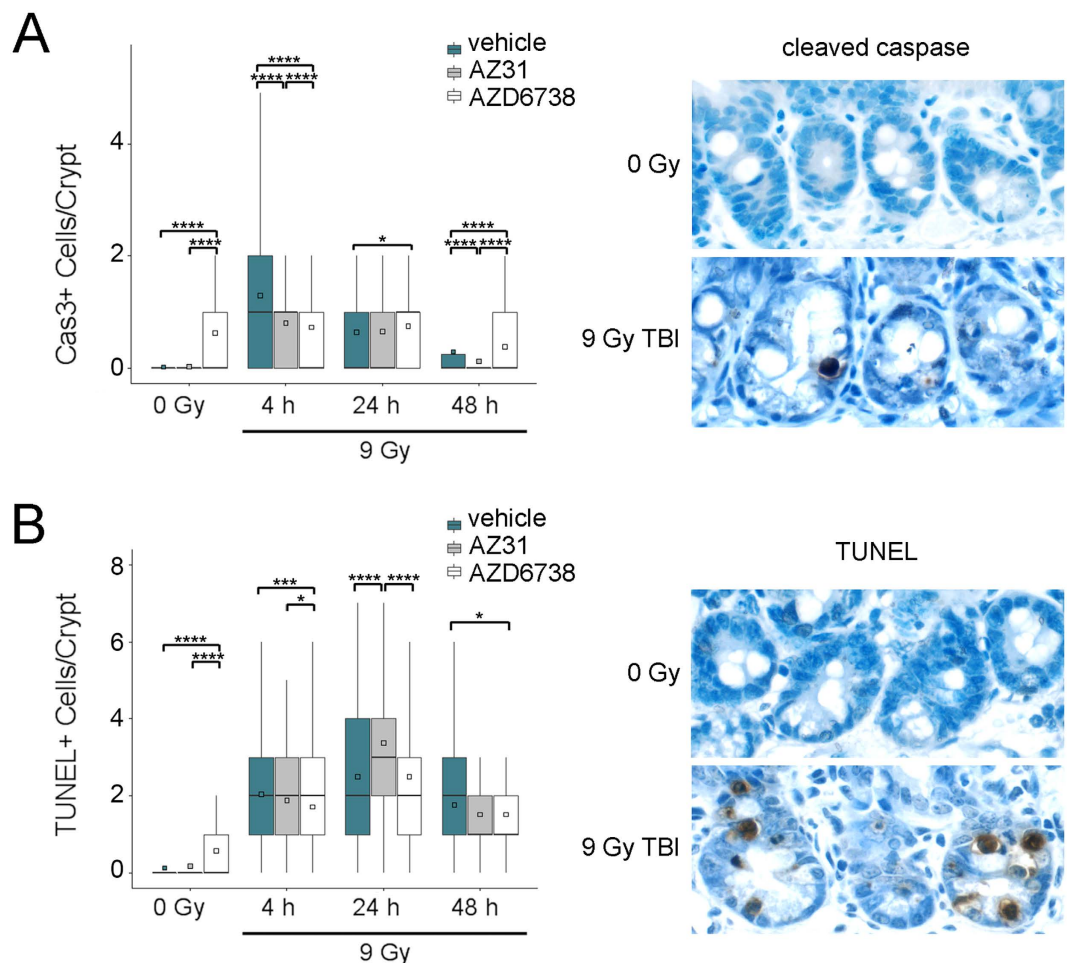 A
vehicle
AZ31
AZD6738
****
**** ****
****
****
*
****
**** ****
4
2
0
Cas3+ Cells/Crypt
0 Gy
4 h
24 h
48 h
9 Gy
cleaved caspase
0 Gy
9 Gy TBI
B
vehicle
AZ31
AZD6738
****
****
***
*
**** ****
*
8
6
4
2
0
TUNEL+ Cells/Crypt
0 Gy
4 h
24 h
48 h
9 Gy
TUNEL
0 Gy
9 Gy TBI